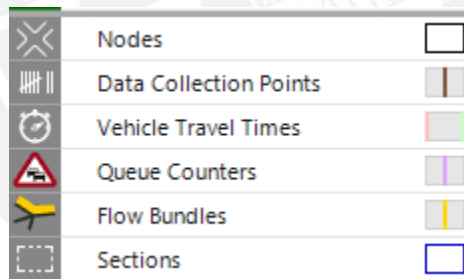 Nodes
Data Collection Points
Vehicle Travel Times
Queue Counters
Flow Bundles
Sections